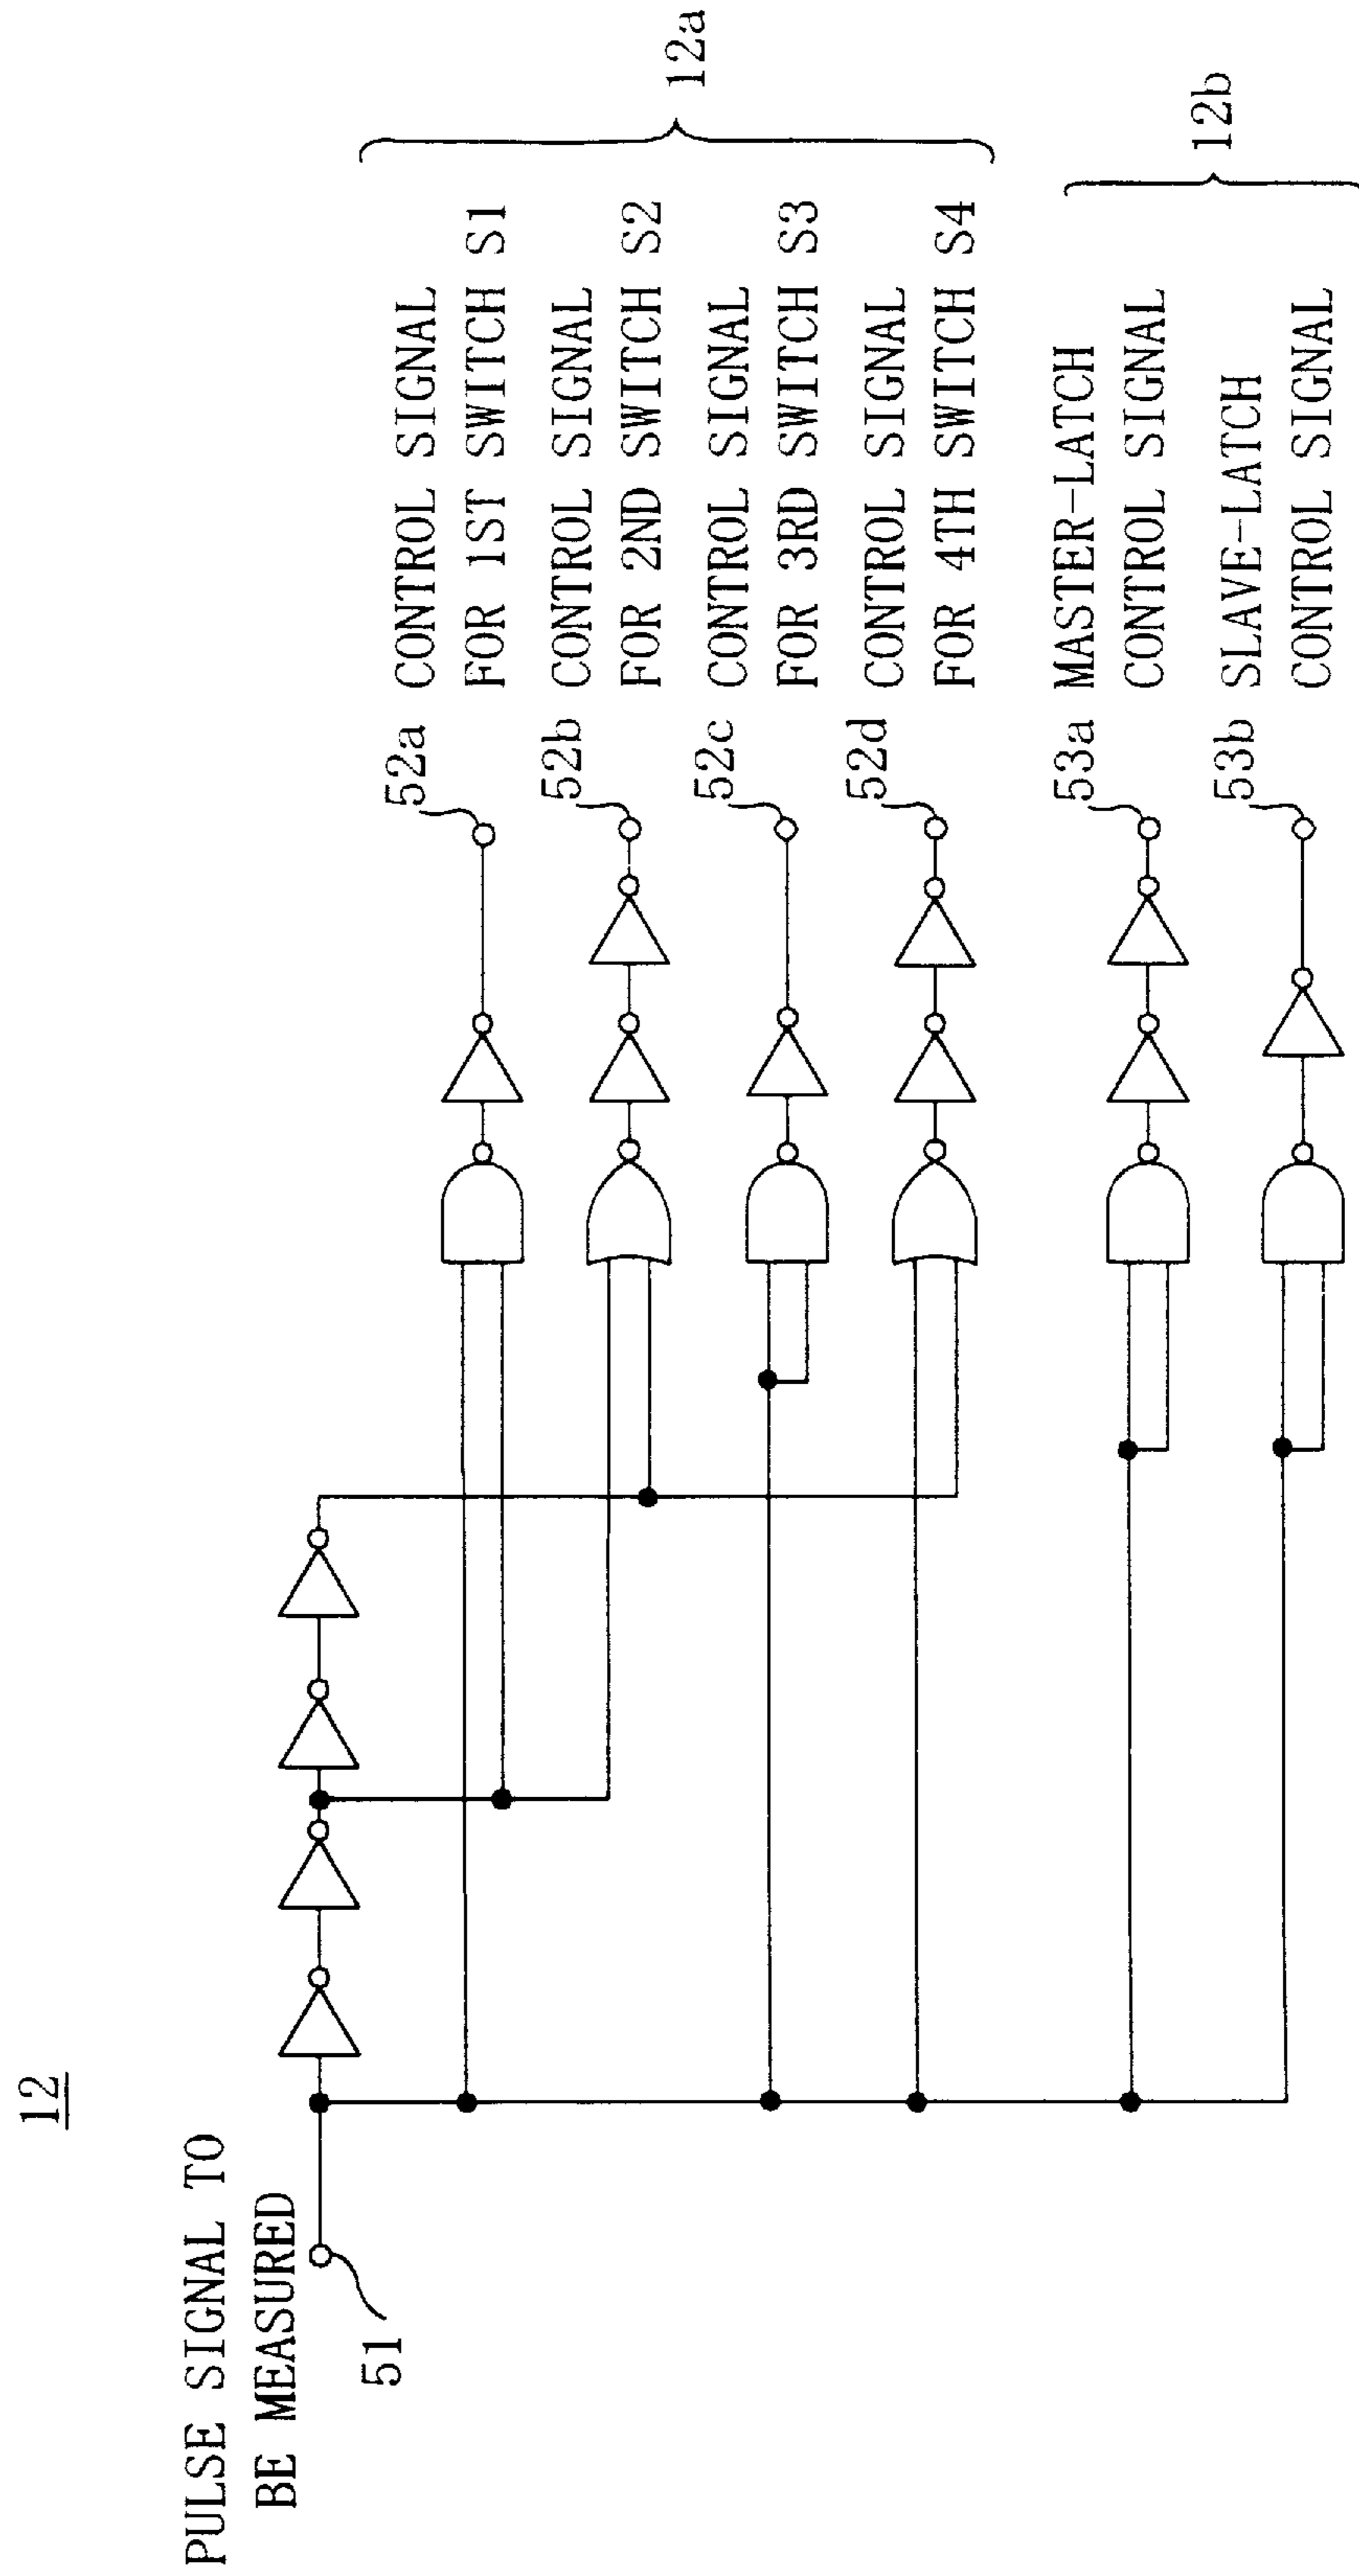 12
PULSE SIGNAL TO
BE MEASURED
51
52a
CONTROL SIGNAL
FOR 1ST SWITCH S1
52b
CONTROL SIGNAL
FOR 2ND SWITCH S2
52c
CONTROL SIGNAL
FOR 3RD SWITCH S3
52d
CONTROL SIGNAL
FOR 4TH SWITCH S4
12a
53a
MASTER-LATCH
CONTROL SIGNAL
53b
SLAVE-LATCH
CONTROL SIGNAL
12b